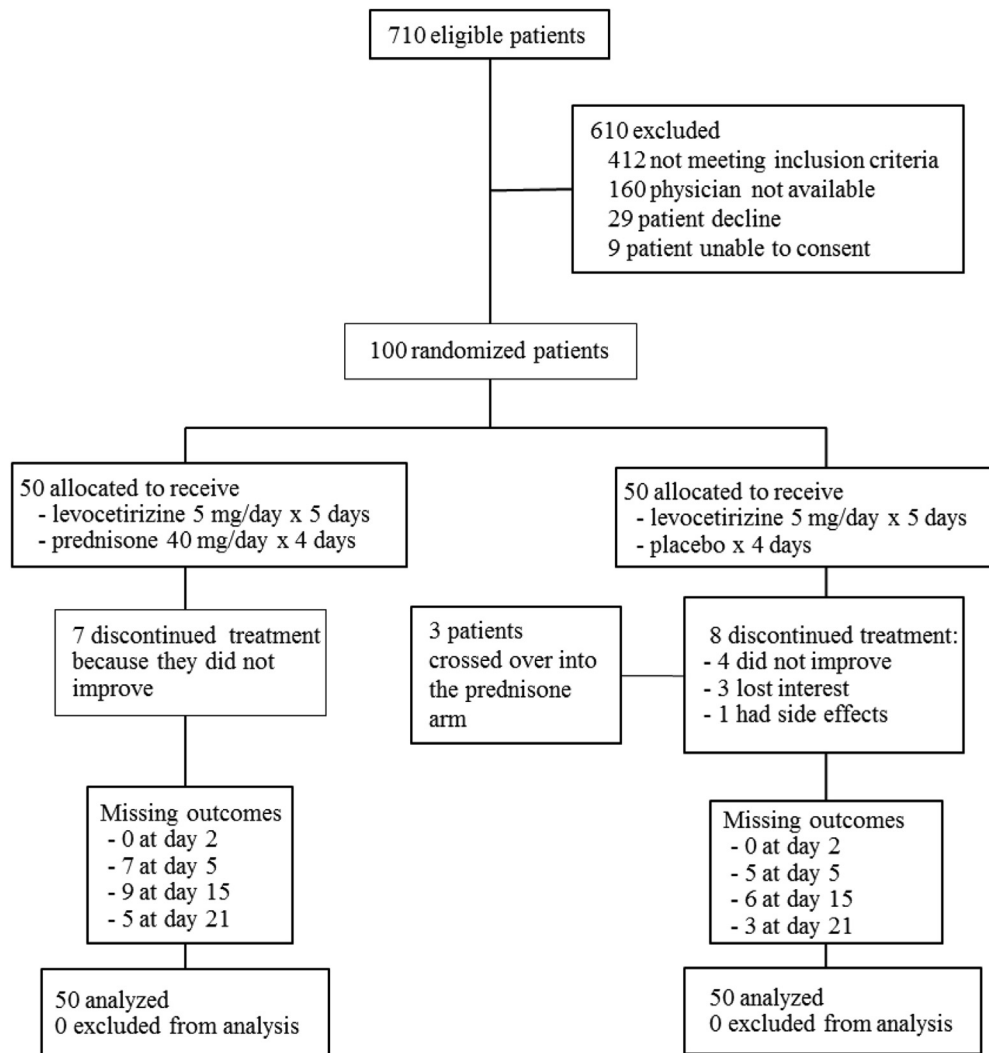 710 eligible patients
610 excluded
412 not meeting inclusion criteria
160 physician not available
29 patient decline
9 patient unable to consent
100 randomized patients
50 allocated to receive
- levocetirizine 5 mg/day x 5 days
- prednisone 40 mg/day x 4 days
50 allocated to receive
- levocetirizine 5 mg/day x 5 days
- placebo x 4 days
7 discontinued treatment
because they did not
improve
3 patients
crossed over into
the prednisone
arm
8 discontinued treatment:
- 4 did not improve
- 3 lost interest
- 1 had side effects
Missing outcomes
- 0 at day 2
- 7 at day 5
- 9 at day 15
- 5 at day 21
Missing outcomes
- 0 at day 2
- 5 at day 5
- 6 at day 15
- 3 at day 21
50 analyzed
0 excluded from analysis
50 analyzed
0 excluded from analysis